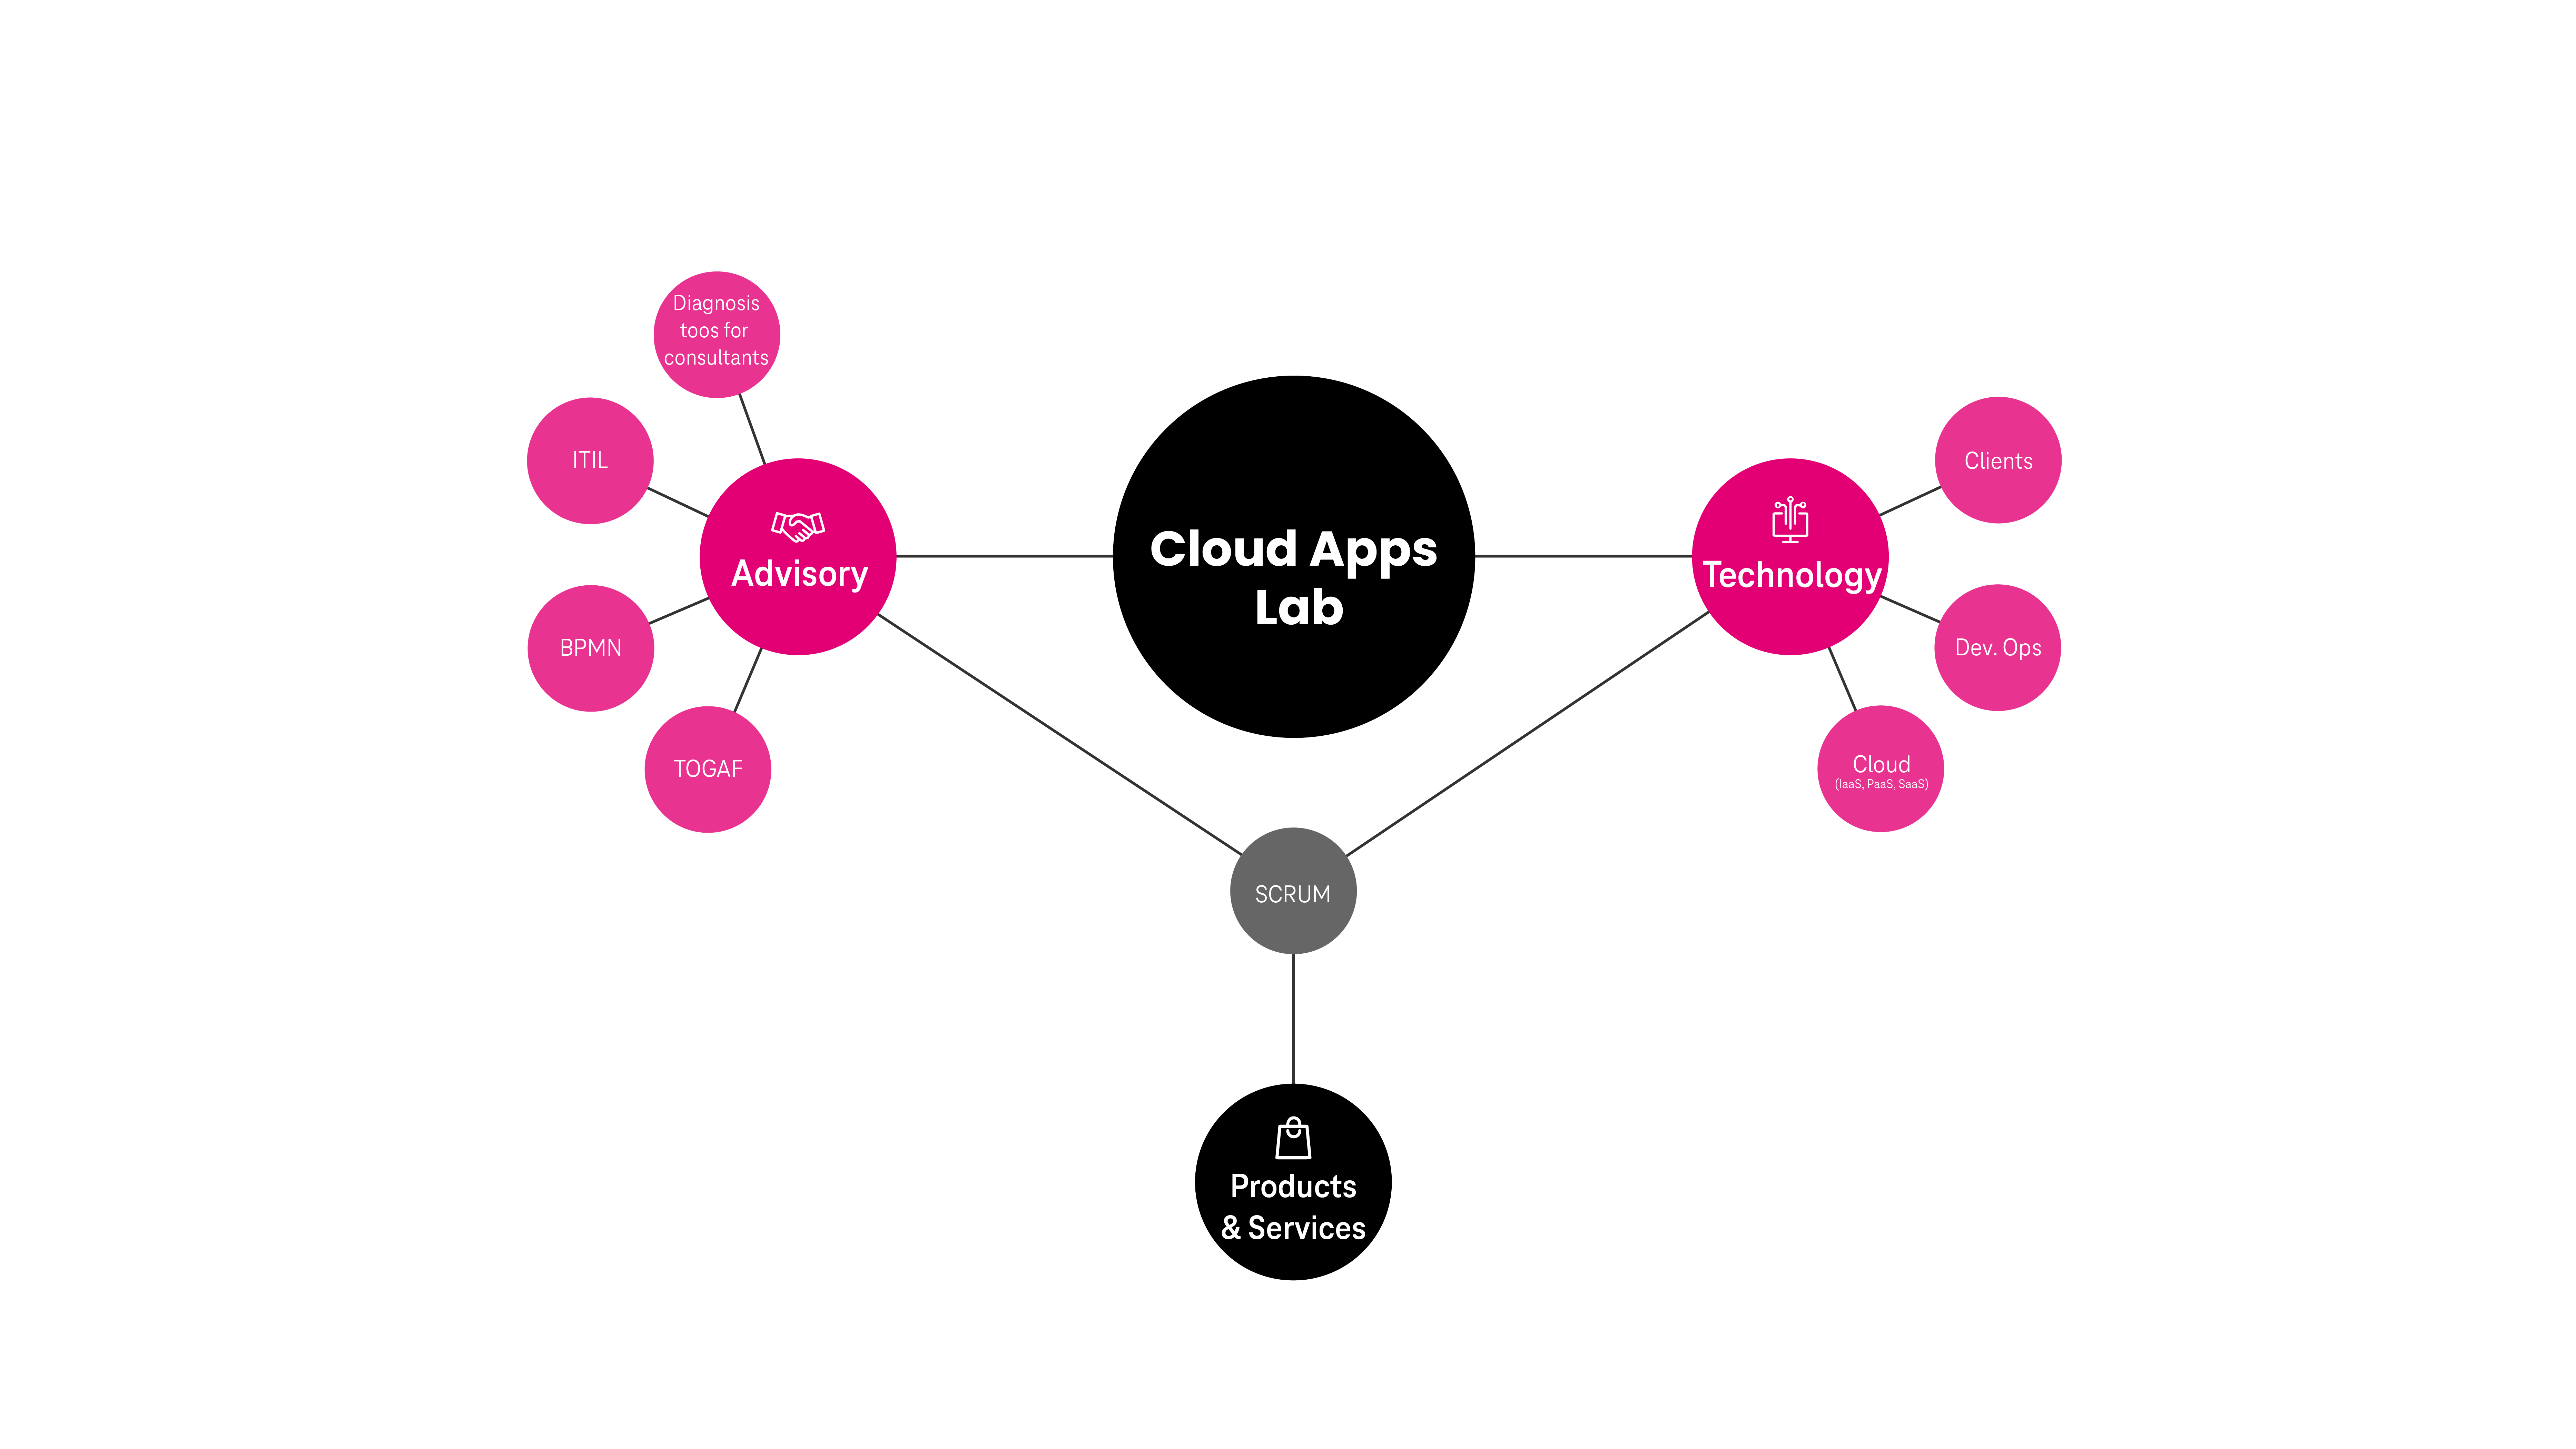 Diagnosis
toos for
consultants
ITIL
Advisory
BPMN
TOGAF
Cloud Apps
Lab
Technology
Clients
Dev. Ops
Cloud
(IaaS, PaaS, SaaS)
SCRUM
Products
& Services